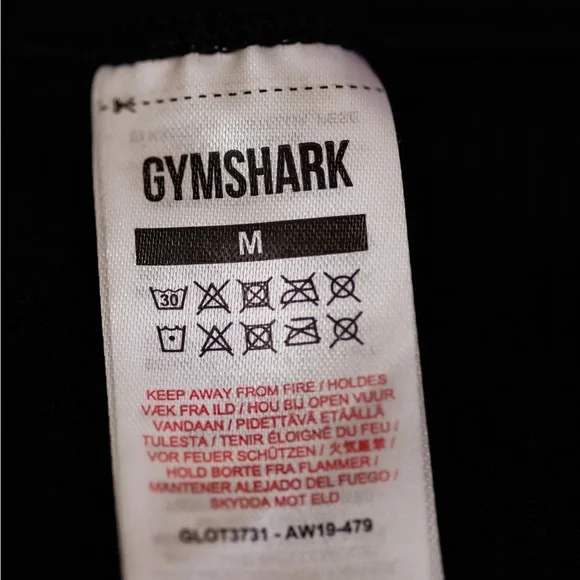 GYMSHARK
M
30
KEEP AWAY FROM FIRE / HOLDES
VÆK FRA ILD / HOU BIJ OPEN VUUR
VANDAAN / PIDETTÄVÄ ETÄÄLLÄ
TULESTA / TENIR ÉLOIGNÉ DU FEU /
VOR FEUER SCHÜTZEN / 火気厳禁 /
HOLD BORTE FRA FLAMMER /
MANTENER ALEJADO DEL FUEGO /
SKYDDA MOT ELD
GLOT3731 - AW19-479